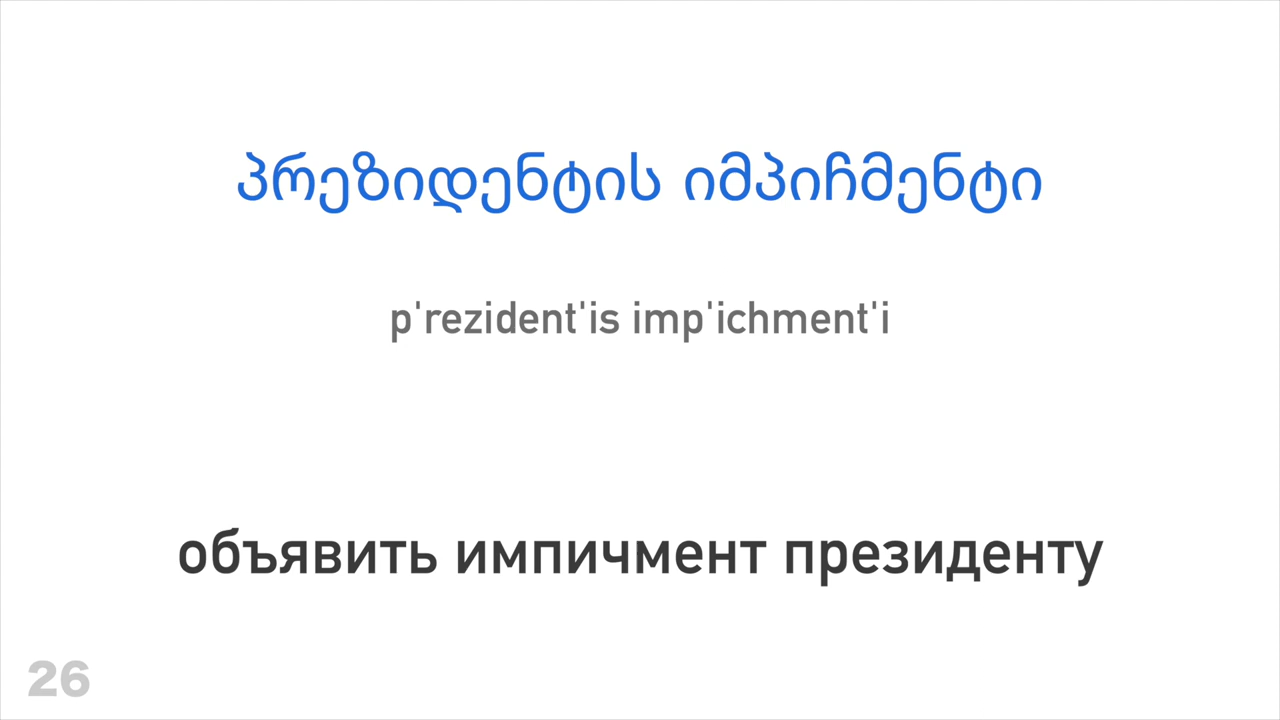 პრეზიდენტის იმპიჩმენტი
p'rezident'is imp'ichment'i
объявить импичмент президенту
26